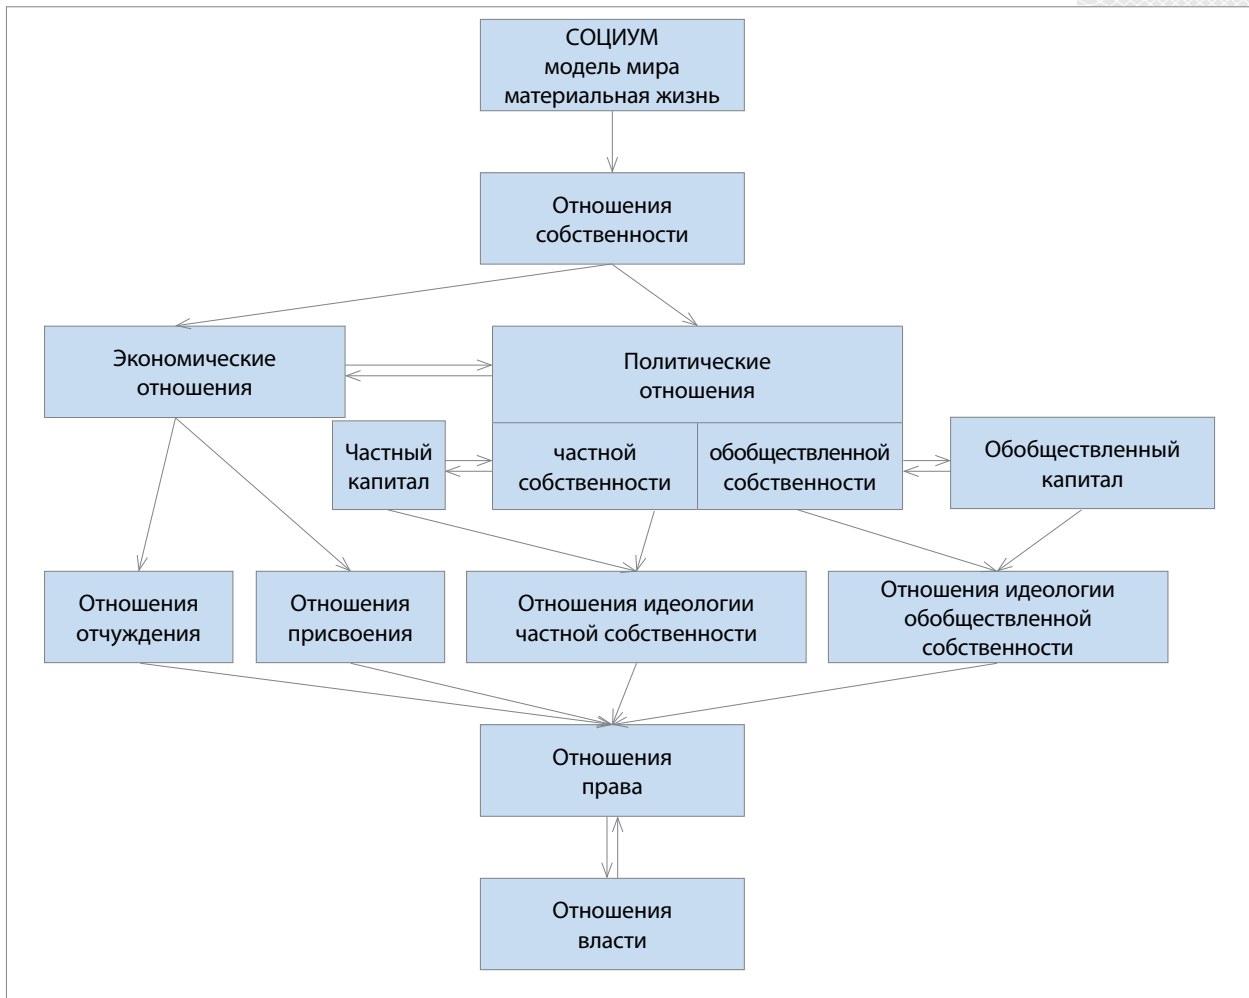 СОЦИУМ
модель мира
материальная жизнь
Отношения
собственности
Экономические
отношения
Политические
отношения
Частный
капитал
частной
собственности
обобществленной
собственности
Обобществленный
капитал
Отношения
отчуждения
Отношения
присвоения
Отношения идеологии
частной собственности
Отношения идеологии
обобществленной
собственности
Отношения
права
Отношения
власти